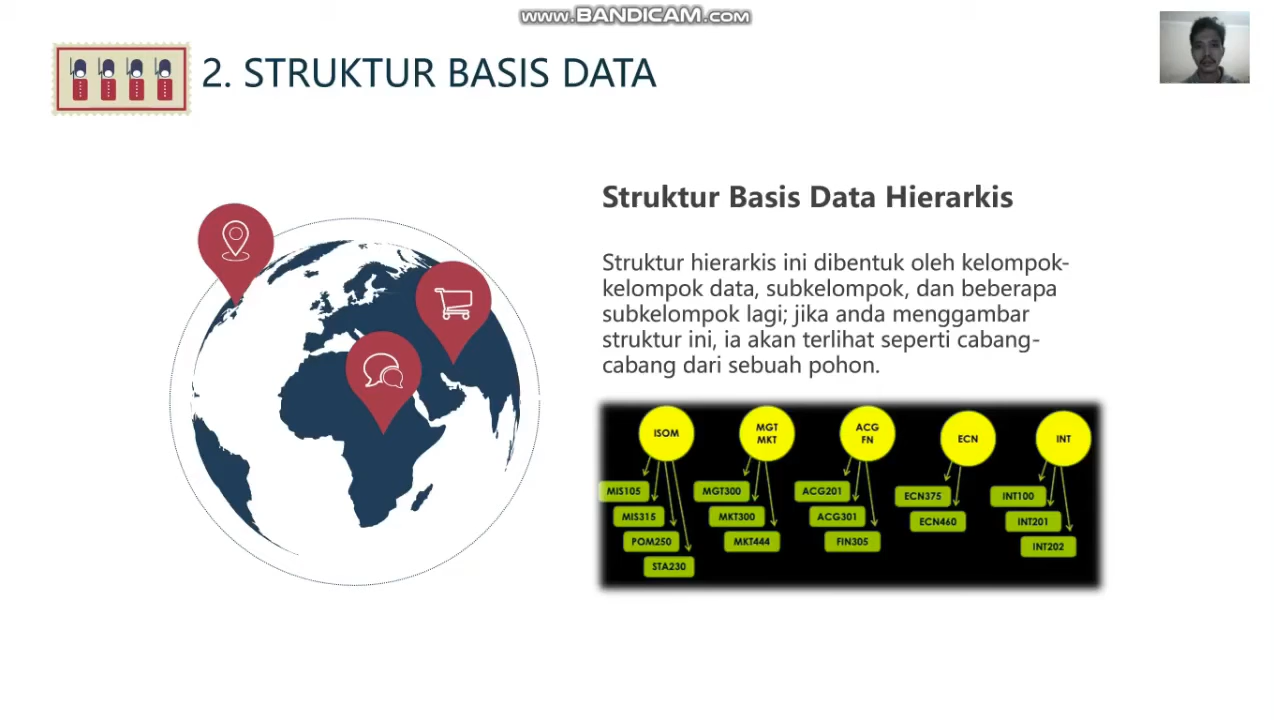 www.BANDICAM.com
2. STRUKTUR BASIS DATA
Struktur Basis Data Hierarkis
Struktur hierarkis ini dibentuk oleh kelompok-
kelompok data, subkelompok, dan beberapa
subkelompok lagi; jika anda menggambar
struktur ini, ia akan terlihat seperti cabang-
cabang dari sebuah pohon.
ISOM
MIS105
MIS315
POM250
STA230
MGT
MKT
MGT300
MKT300
MKT444
ACG
FN
ACG201
ACG301
FIN305
ECN
ECN375
ECN460
INT
INT100
INT201
INT202